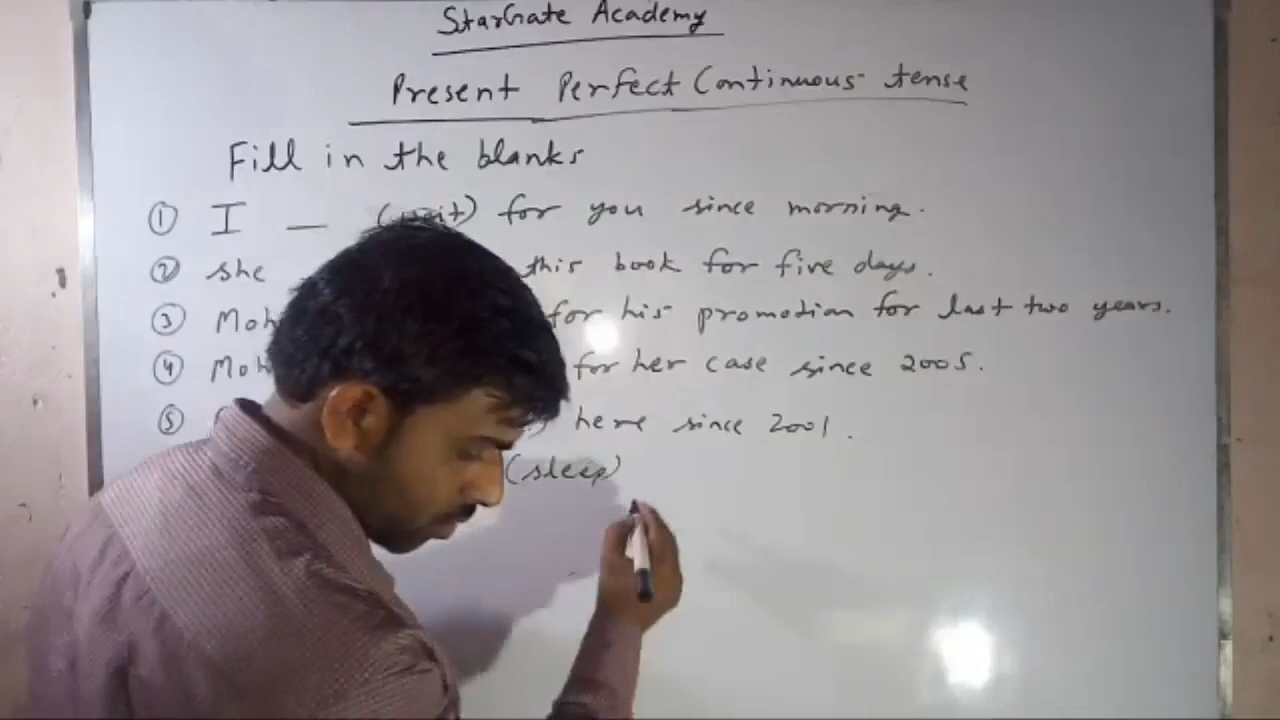 StarGate Academy
Present Perfect Continuous tense
Fill in the blanks
① I __ (wait) for you since morning.
② she this book for five days.
③ for his promotion for last two years.
④ for her case since 2005.
⑤ here since 2001.
(sleep)